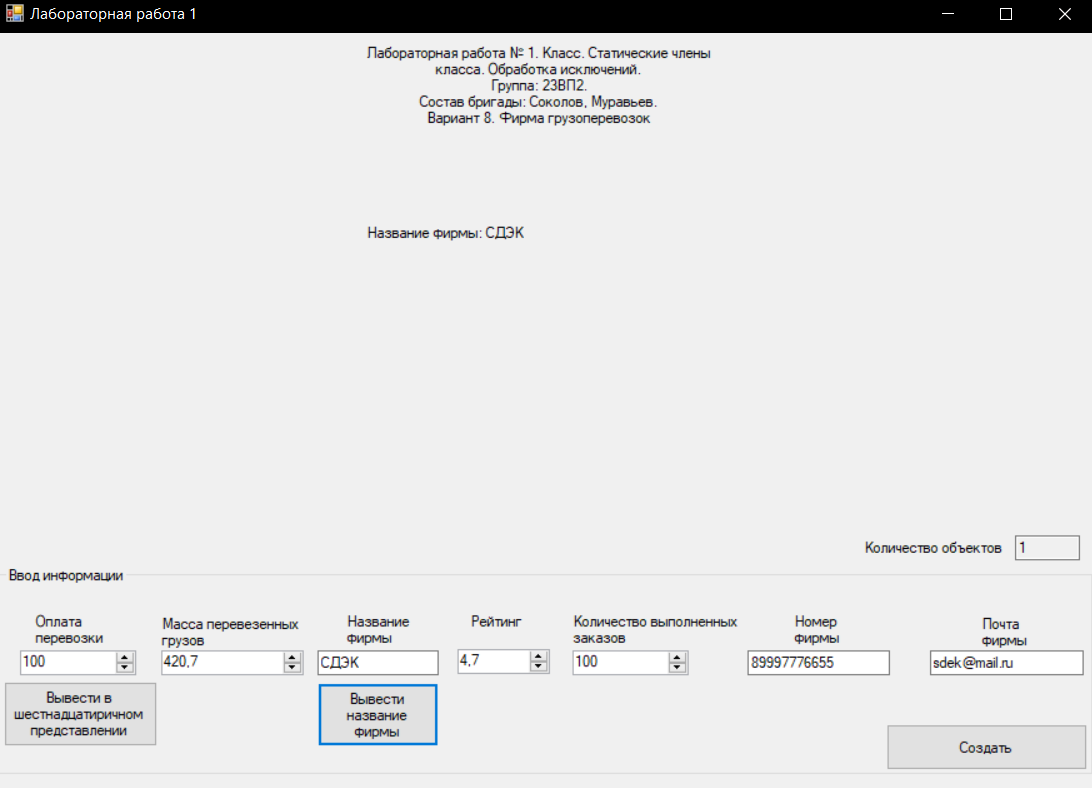 Лабораторная работа 1
Лабораторная работа № 1. Класс. Статические члены
класса. Обработка исключений.
Группа: 23ВП2.
Состав бригады: Соколов, Муравьев.
Вариант 8. Фирма грузоперевозок
Название фирмы: СДЭК
Количество объектов
1
Ввод информации
Оплата
перевозки
100
Вывести в
шестнадцатиричном
представлении
Масса перевезенных
грузов
420,7
Название
фирмы
СДЭК
Вывести
название
фирмы
Рейтинг
4,7
Количество выполненных
заказов
100
Номер
фирмы
89997776655
Почта
фирмы
sdek@mail.ru
Создать